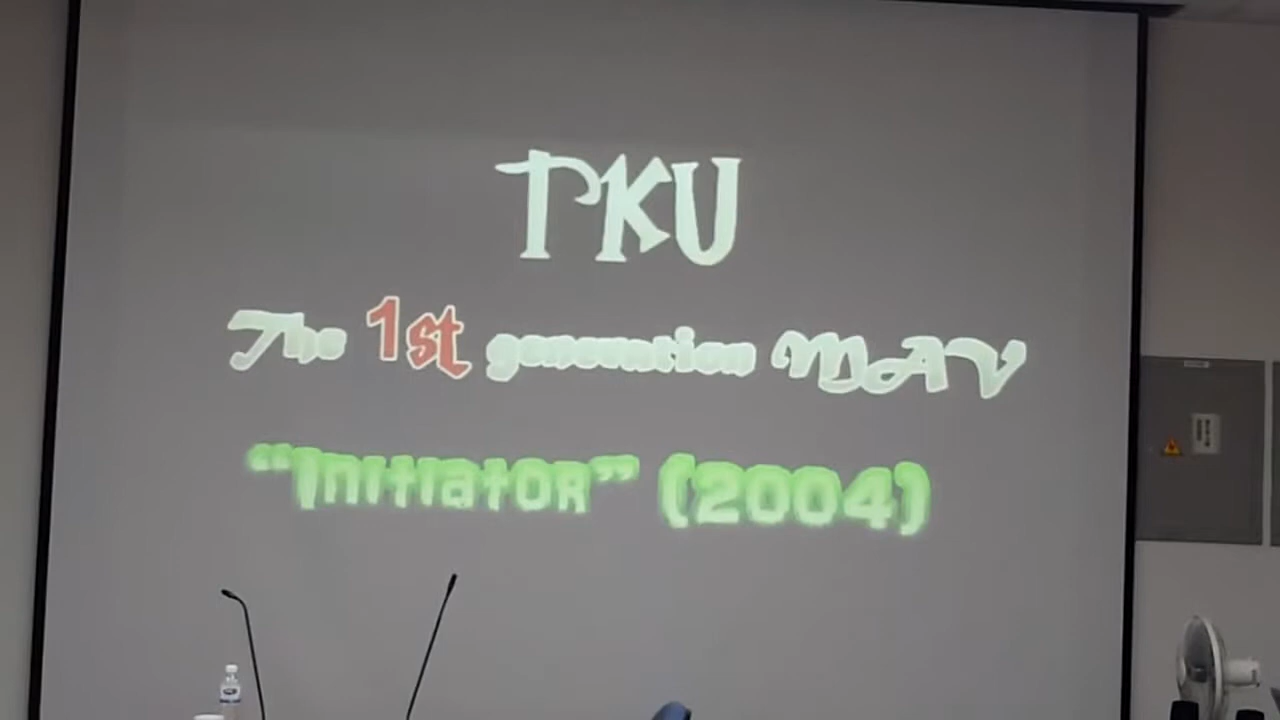 TKU
The 1st generation MAV
“Initiator” (2004)